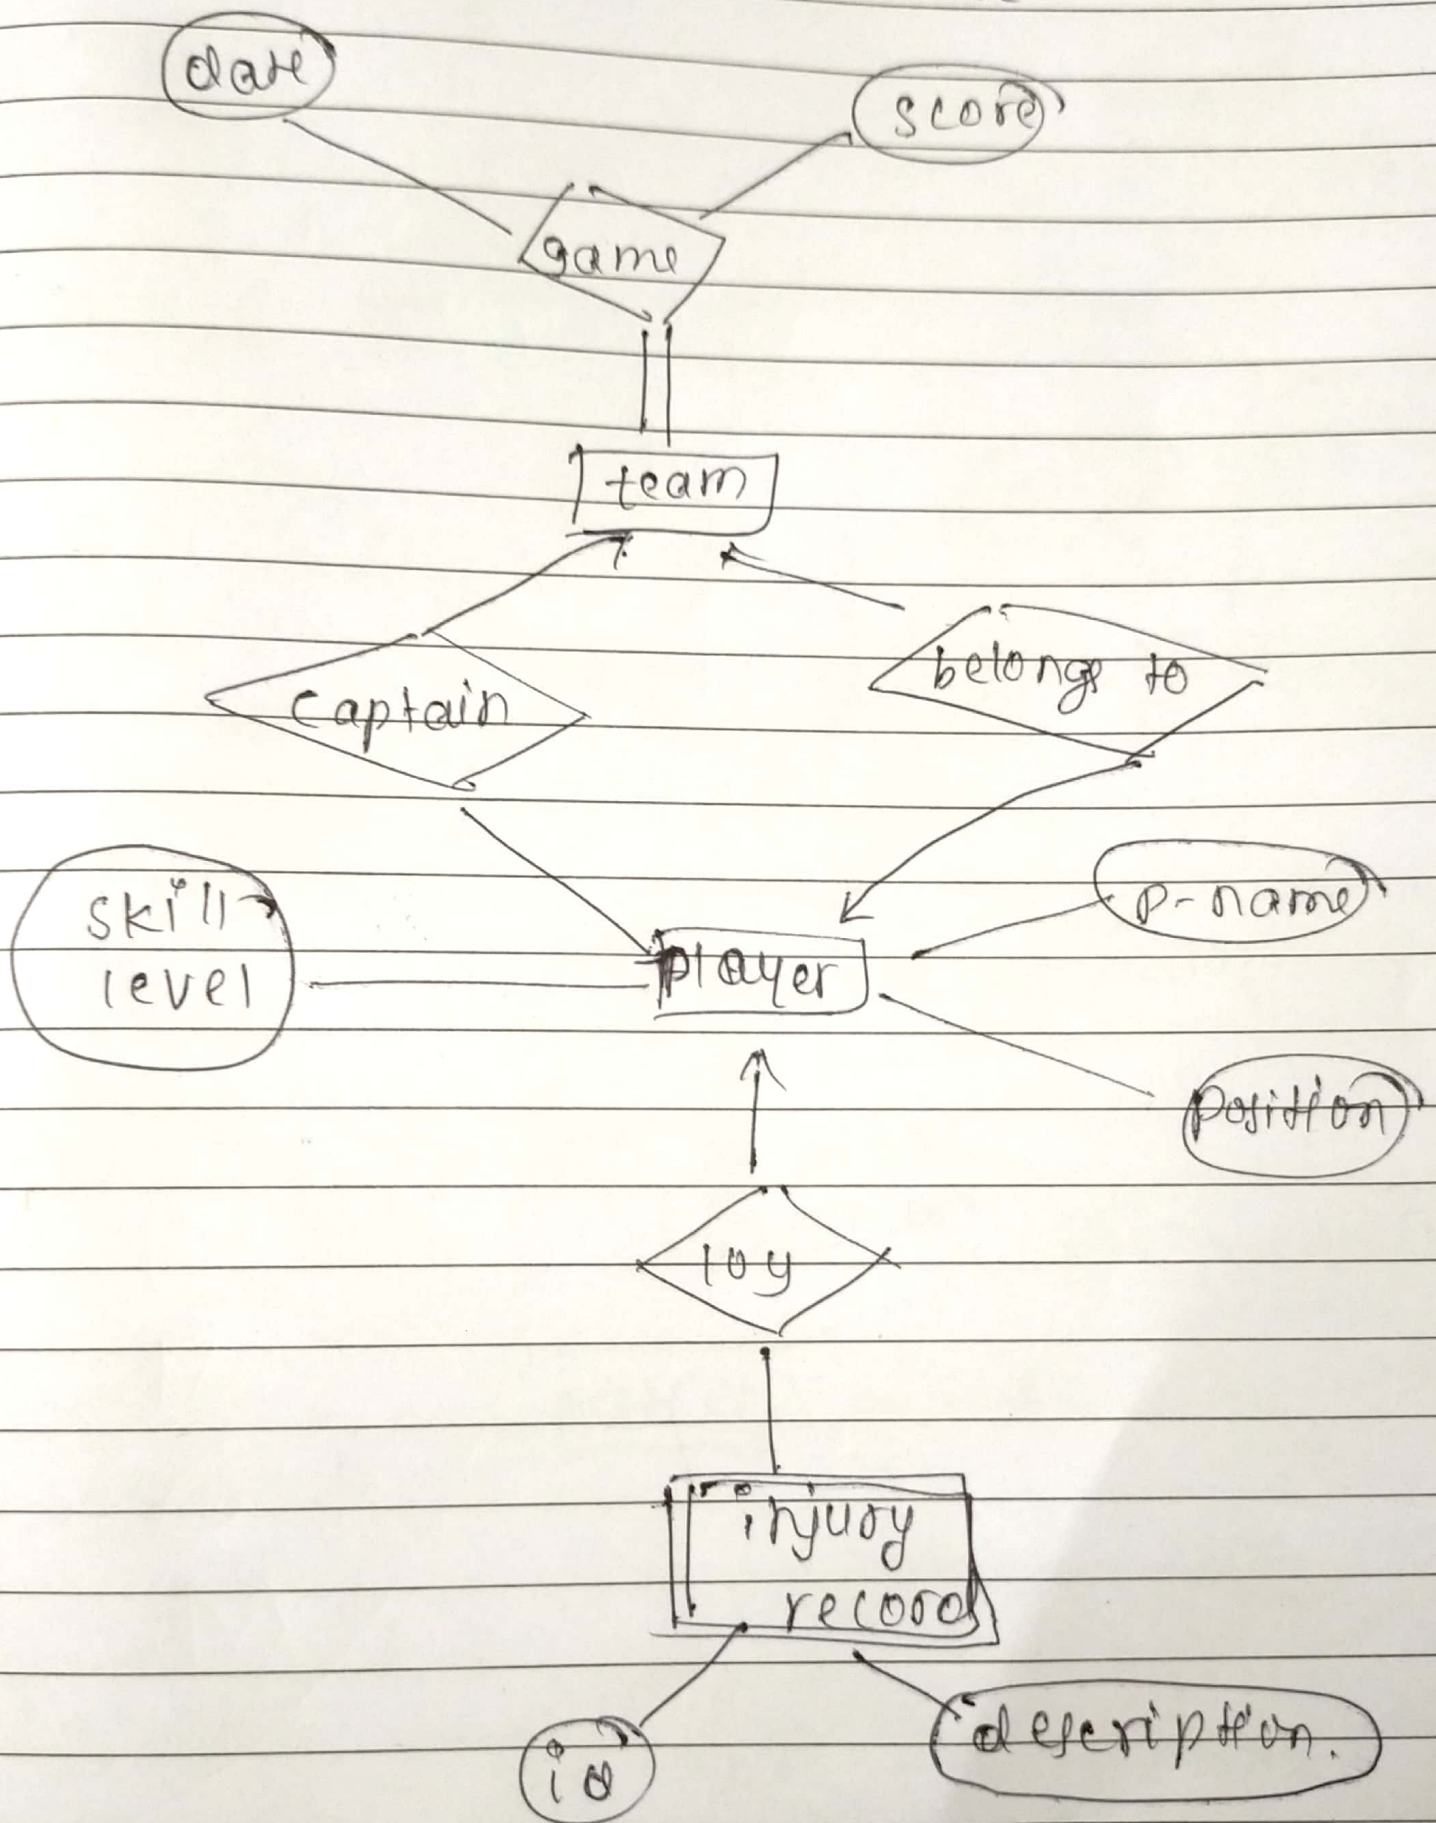 date
score
game
team
captain
belongs to
skill
level
p-name
player
position
injury
record
id
description.